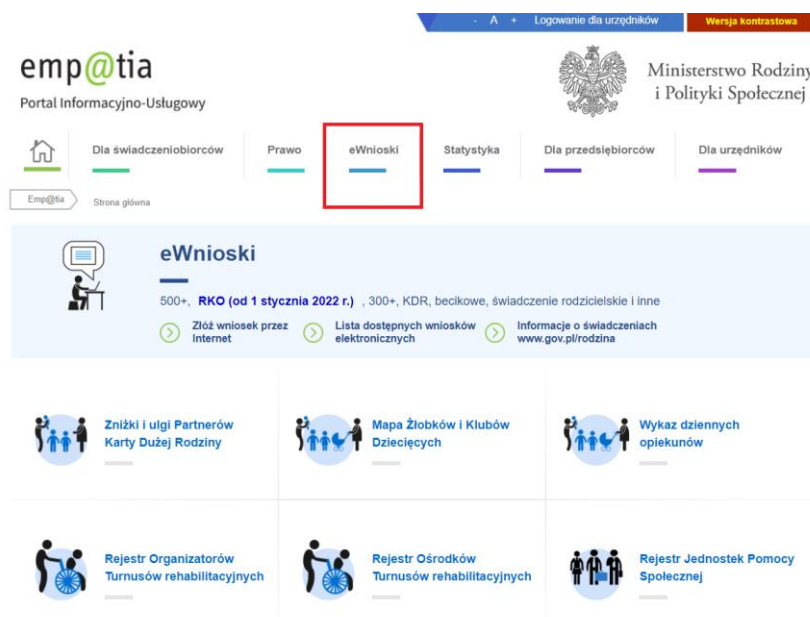 - A + Logowanie dla urzędników Wersja kontrastowa
emp@tia
Portal Informacyjno-Usługowy
Ministerstwo Rodziny
i Polityki Społecznej
Dla świadczeniobiorców Prawo eWnioski Statystyka Dla przedsiębiorców Dla urzędników
Emp@tia Strona główna
eWnioski
500+, RKO (od 1 stycznia 2022 r.) , 300+, KDR, becikowe, świadczenie rodzicielskie i inne
Złóż wniosek przez
Internet
Lista dostępnych wniosków
elektronicznych
Informacje o świadczeniach
www.gov.pl/rodzina
Zniżki i ulgi Partnerów
Karty Dużej Rodziny
Mapa Żłobków i Klubów
Dziecięcych
Wykaz dziennych
opiekunów
Rejestr Organizatorów
Turnusów rehabilitacyjnych
Rejestr Ośrodków
Turnusów rehabilitacyjnych
Rejestr Jednostek Pomocy
Społecznej